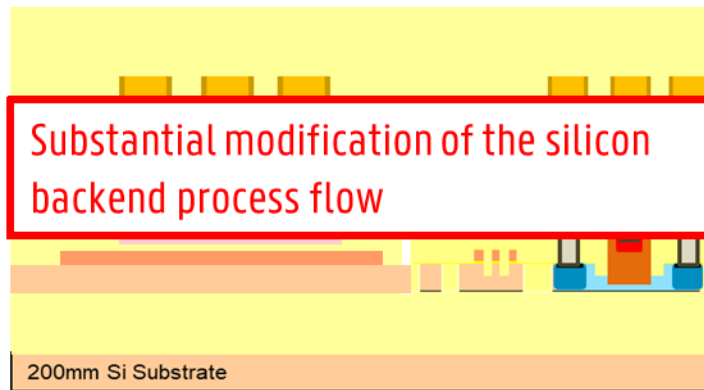 Substantial modification of the silicon
backend process flow
200mm Si Substrate